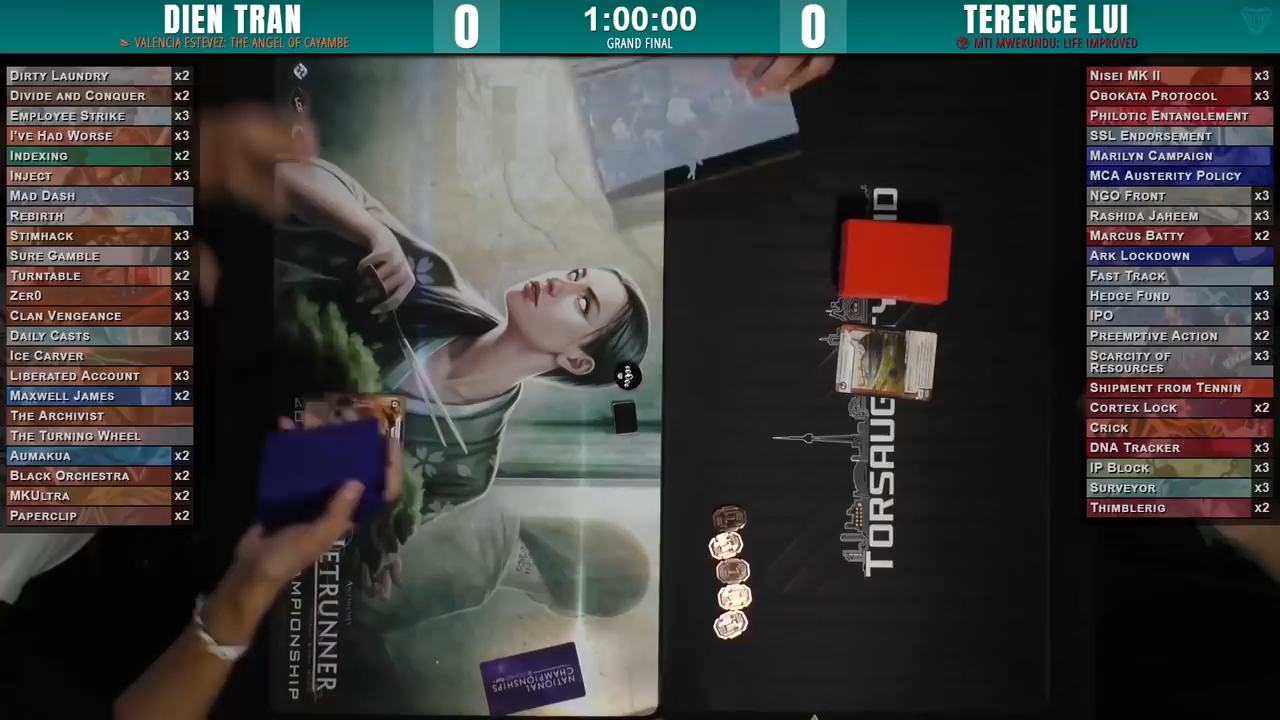 DIEN TRAN
VALENCIA ESTEVEZ: THE ANGEL OF CAYAMBE
0
1:00:00
GRAND FINAL
0
TERENCE LUI
MTI MWEKUNDU: LIFE IMPROVED
DIRTY LAUNDRY x2
DIVIDE AND CONQUER x2
EMPLOYEE STRIKE x3
I'VE HAD WORSE x3
INDEXING x2
INJECT x3
MAD DASH
REBIRTH
STIMHACK x3
SURE GAMBLE x3
TURNTABLE x2
ZER0 x3
CLAN VENGEANCE x3
DAILY CASTS x3
ICE CARVER
LIBERATED ACCOUNT x3
MAXWELL JAMES x2
THE ARCHIVIST
THE TURNING WHEEL
AUMAKUA x2
BLACK ORCHESTRA x2
MKULTRA x2
PAPERCLIP x2
NISEI MK II x3
OBOKATA PROTOCOL x3
PHILOTIC ENTANGLEMENT
SSL ENDORSEMENT
MARILYN CAMPAIGN
MCA AUSTERITY POLICY
NGO FRONT x3
RASHIDA JAHEEM x3
MARCUS BATTY x2
ARK LOCKDOWN
FAST TRACK
HEDGE FUND x3
IPO x3
PREEMPTIVE ACTION x2
SCARCITY OF x3
RESOURCES
SHIPMENT FROM TENNIN
CORTEX LOCK x2
CRICK
DNA TRACKER x3
IP BLOCK x3
SURVEYOR x3
THIMBLERIG x2
TORSAUG
NETRUNNER
MPIONSHIP
NATIONAL
CHAMPIONSHIPS